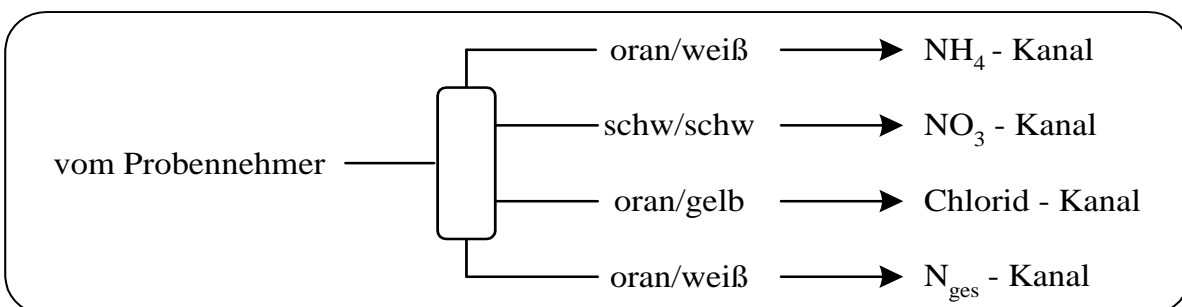 oran/weiß NH4 - Kanal
schw/schw NO3 - Kanal
vom Probennehmer
oran/gelb Chlorid - Kanal
oran/weiß Nges - Kanal